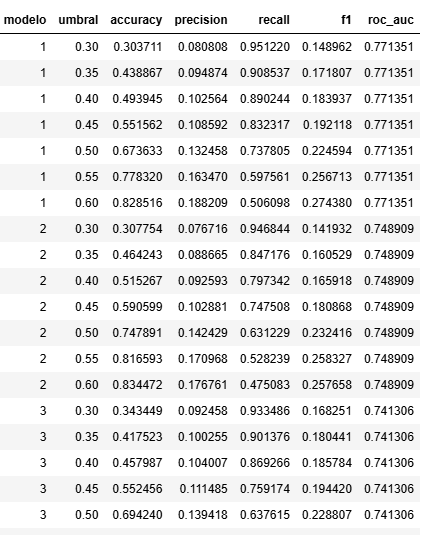 modelo umbral accuracy precision recall f1 roc_auc
1 0.30 0.303711 0.080808 0.951220 0.148962 0.771351
1 0.35 0.438867 0.094874 0.908537 0.171807 0.771351
1 0.40 0.493945 0.102564 0.890244 0.183937 0.771351
1 0.45 0.551562 0.108592 0.832317 0.192118 0.771351
1 0.50 0.673633 0.132458 0.737805 0.224594 0.771351
1 0.55 0.778320 0.163470 0.597561 0.256713 0.771351
1 0.60 0.828516 0.188209 0.506098 0.274380 0.771351
2 0.30 0.307754 0.076716 0.946844 0.141932 0.748909
2 0.35 0.464243 0.088665 0.847176 0.160529 0.748909
2 0.40 0.515267 0.092593 0.797342 0.165918 0.748909
2 0.45 0.590599 0.102881 0.747508 0.180868 0.748909
2 0.50 0.747891 0.142429 0.631229 0.232416 0.748909
2 0.55 0.816593 0.170968 0.528239 0.258327 0.748909
2 0.60 0.834472 0.176761 0.475083 0.257658 0.748909
3 0.30 0.343449 0.092458 0.933486 0.168251 0.741306
3 0.35 0.417523 0.100255 0.901376 0.180441 0.741306
3 0.40 0.457987 0.104007 0.869266 0.185784 0.741306
3 0.45 0.552456 0.111485 0.759174 0.194420 0.741306
3 0.50 0.694240 0.139418 0.637615 0.228807 0.741306